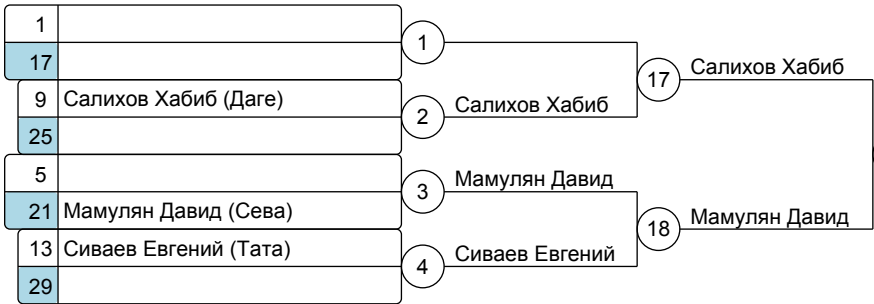 1
17
9 Салихов Хабиб (Даге)
25
5
21 Мамулян Давид (Сева)
13 Сиваев Евгений (Тата)
29
1
2 Салихов Хабиб
3 Мамулян Давид
4 Сиваев Евгений
17 Салихов Хабиб
18 Мамулян Давид